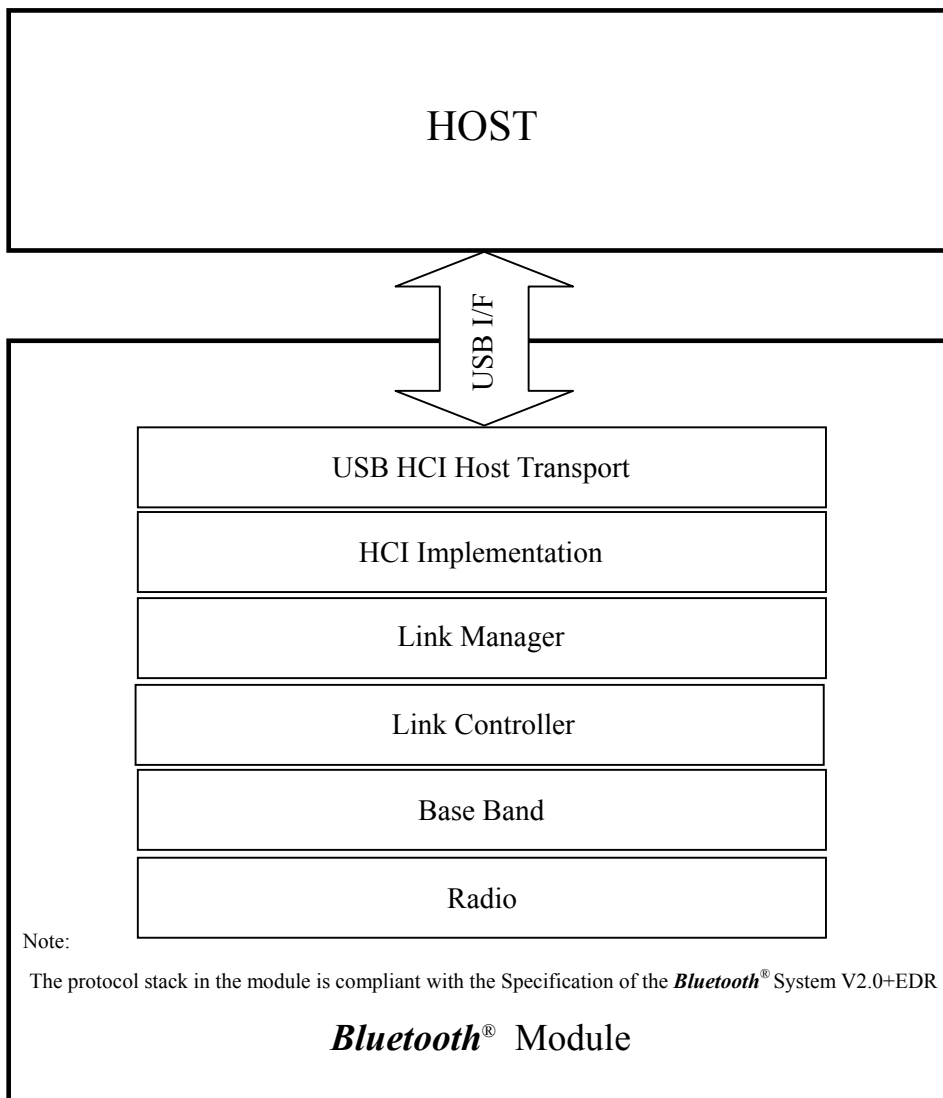 HOST
USB I/F
USB HCI Host Transport
HCI Implementation
Link Manager
Link Controller
Base Band
Radio
Note:
The protocol stack in the module is compliant with the Specification of the Bluetooth® System V2.0+EDR
Bluetooth® Module